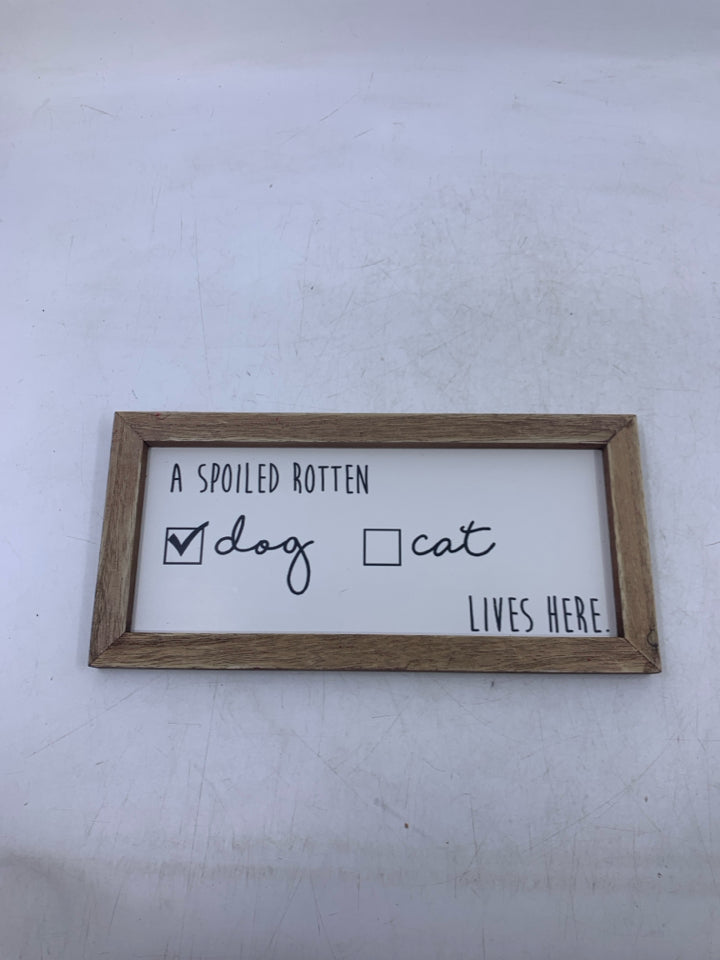 A SPOILED ROTTEN
☑ dog ☐ cat
LIVES HERE.